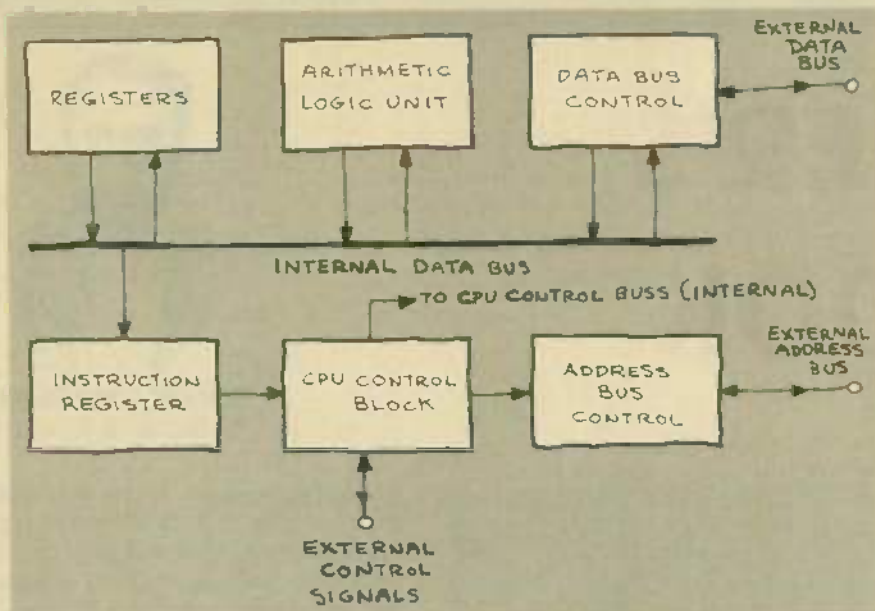 EXTERNAL
DATA
BUS
REGISTERS
ARITHMETIC
LOGIC UNIT
DATA BUS
CONTROL
INTERNAL DATA BUS
TO CPU CONTROL BUSS (INTERNAL)
EXTERNAL
ADDRESS
BUS
INSTRUCTION
REGISTER
CPU CONTROL
BLOCK
ADDRESS
BUS
CONTROL
EXTERNAL
CONTROL
SIGNALS